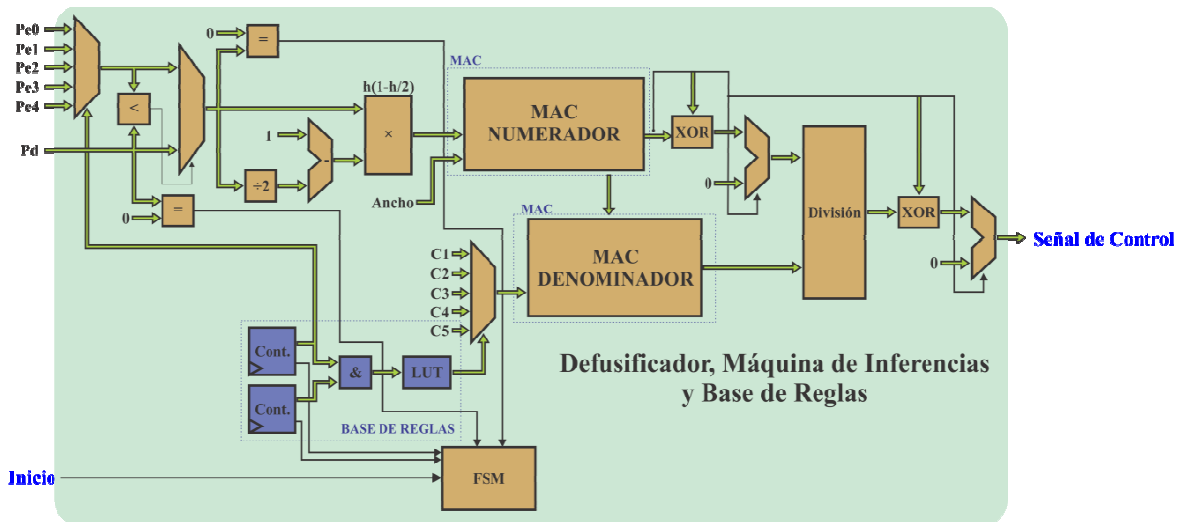 Pe0
Pe1
Pe2
Pe3
Pe4
Pd
<
0
=
0
=
1
-
÷2
h(1-h/2)
×
Ancho
MAC
MAC NUMERADOR
MAC
MAC DENOMINADOR
XOR
0
División
XOR
0
Señal de Control
C1
C2
C3
C4
C5
Cont.
Cont.
&
LUT
BASE DE REGLAS
Defusificador, Máquina de Inferencias
y Base de Reglas
Inicio
FSM